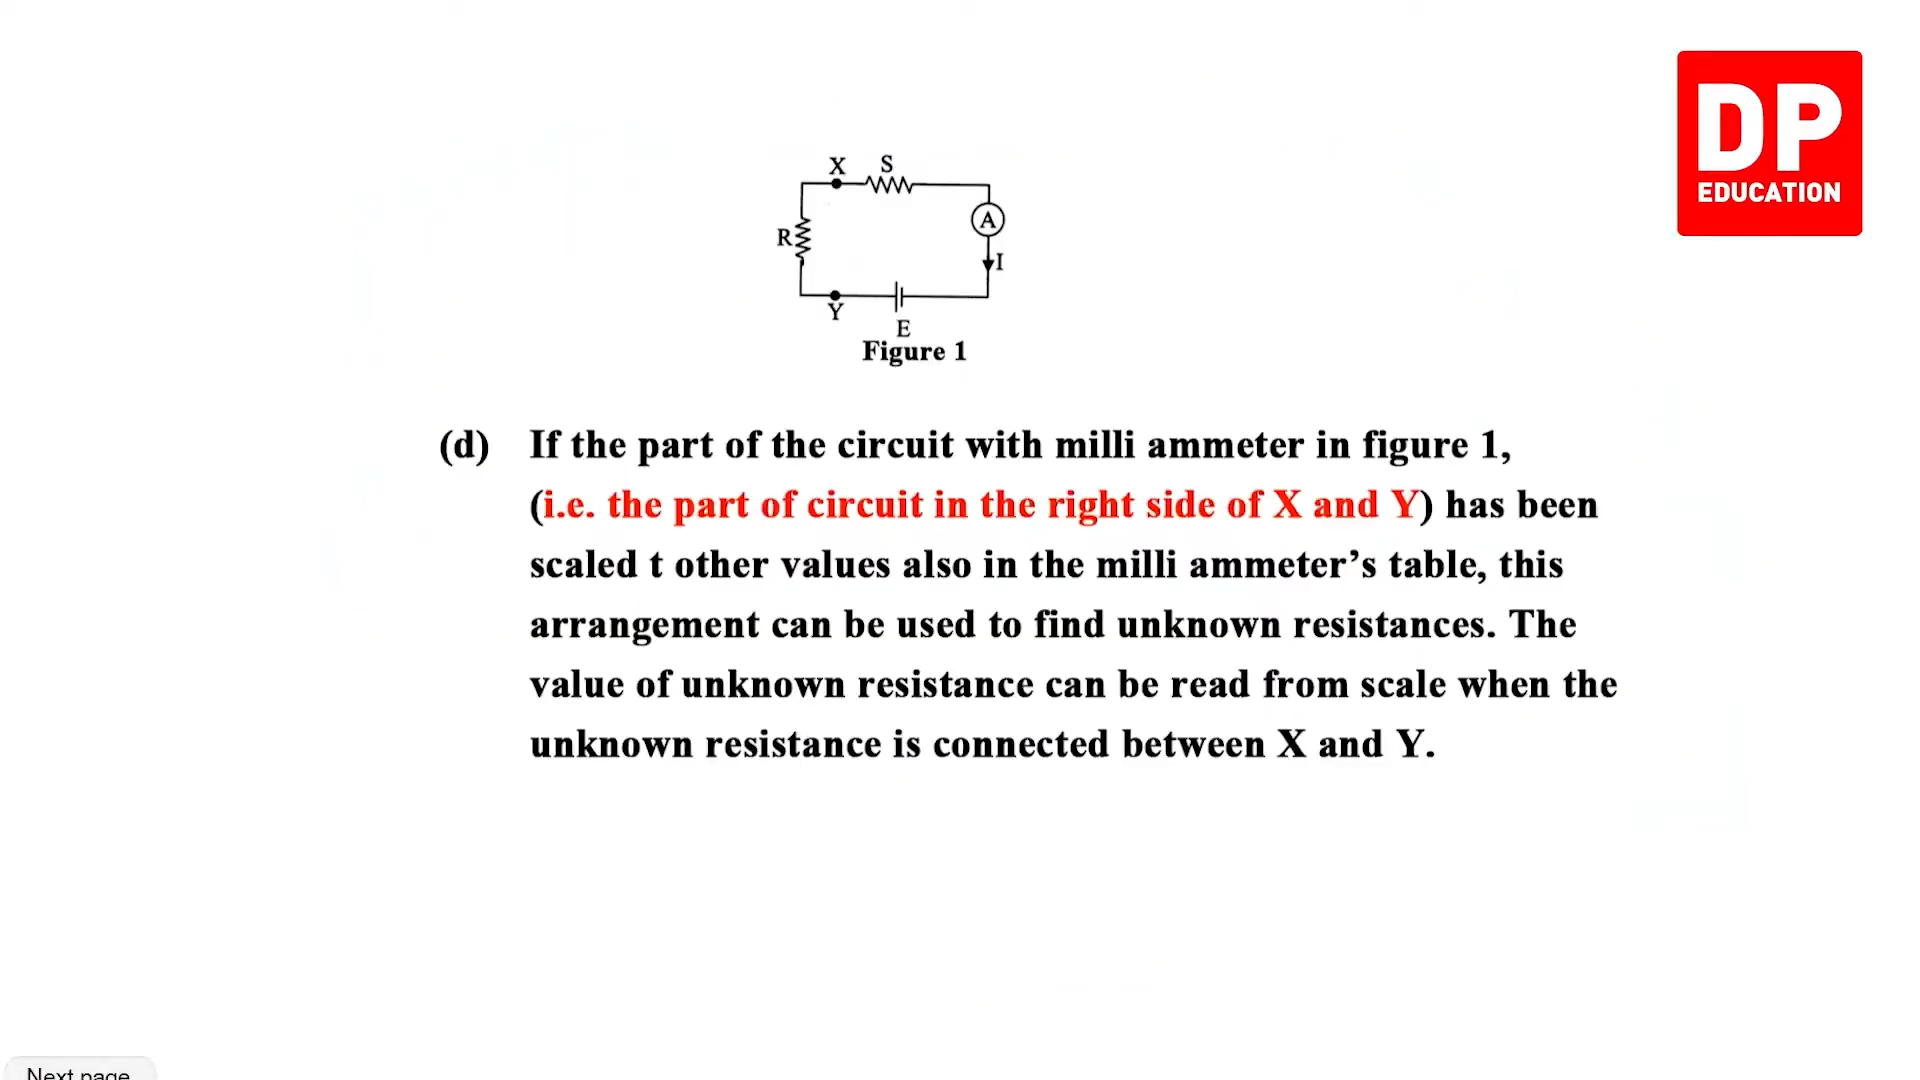 DP
EDUCATION
X S
R
A
I
Y
E
Figure 1
(d) If the part of the circuit with milli ammeter in figure 1,
(i.e. the part of circuit in the right side of X and Y) has been
scaled t other values also in the milli ammeter’s table, this
arrangement can be used to find unknown resistances. The
value of unknown resistance can be read from scale when the
unknown resistance is connected between X and Y.
Next page